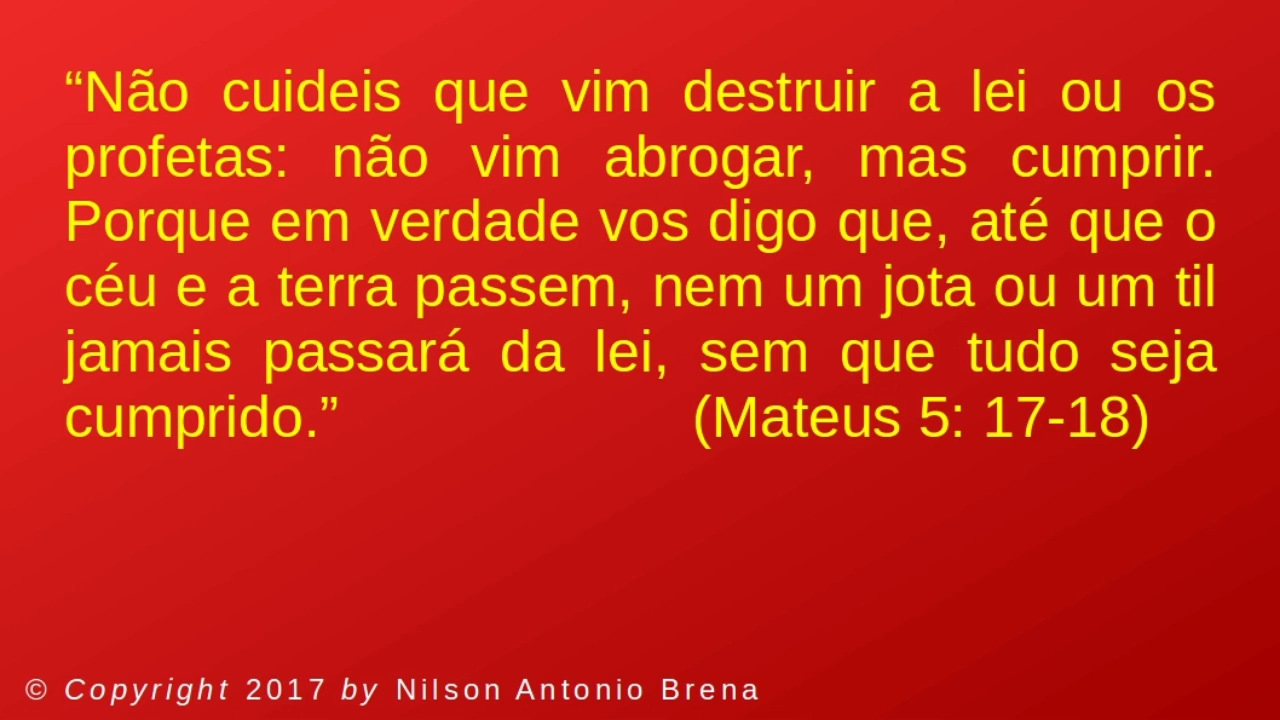 “Não cuideis que vim destruir a lei ou os
profetas: não vim abrogar, mas cumprir.
Porque em verdade vos digo que, até que o
céu e a terra passem, nem um jota ou um til
jamais passará da lei, sem que tudo seja
cumprido.” (Mateus 5: 17-18)
© Copyright 2017 by Nilson Antonio Brena